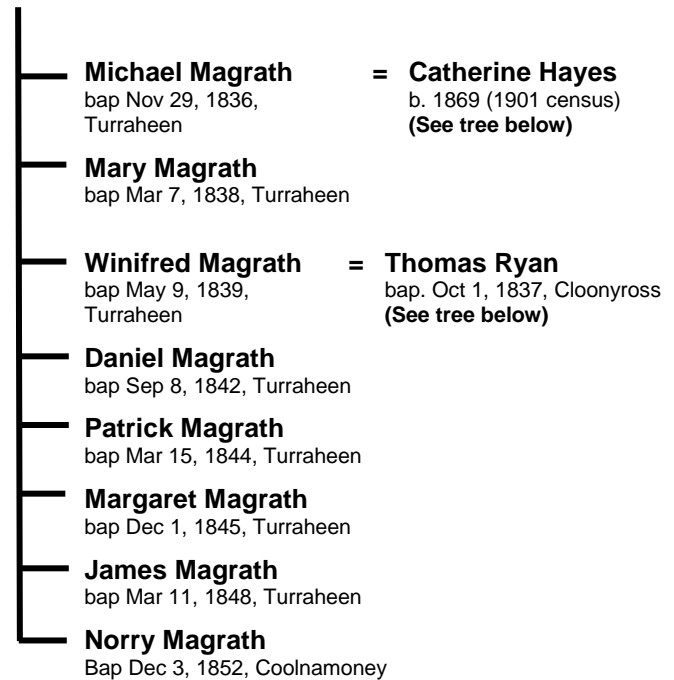 Michael Magrath = Catherine Hayes
bap Nov 29, 1836, b. 1869 (1901 census)
Turraheen (See tree below)
Mary Magrath
bap Mar 7, 1838, Turraheen
Winifred Magrath = Thomas Ryan
bap May 9, 1839, bap. Oct 1, 1837, Cloonyross
Turraheen (See tree below)
Daniel Magrath
bap Sep 8, 1842, Turraheen
Patrick Magrath
bap Mar 15, 1844, Turraheen
Margaret Magrath
bap Dec 1, 1845, Turraheen
James Magrath
bap Mar 11, 1848, Turraheen
Norry Magrath
Bap Dec 3, 1852, Coolnamoney